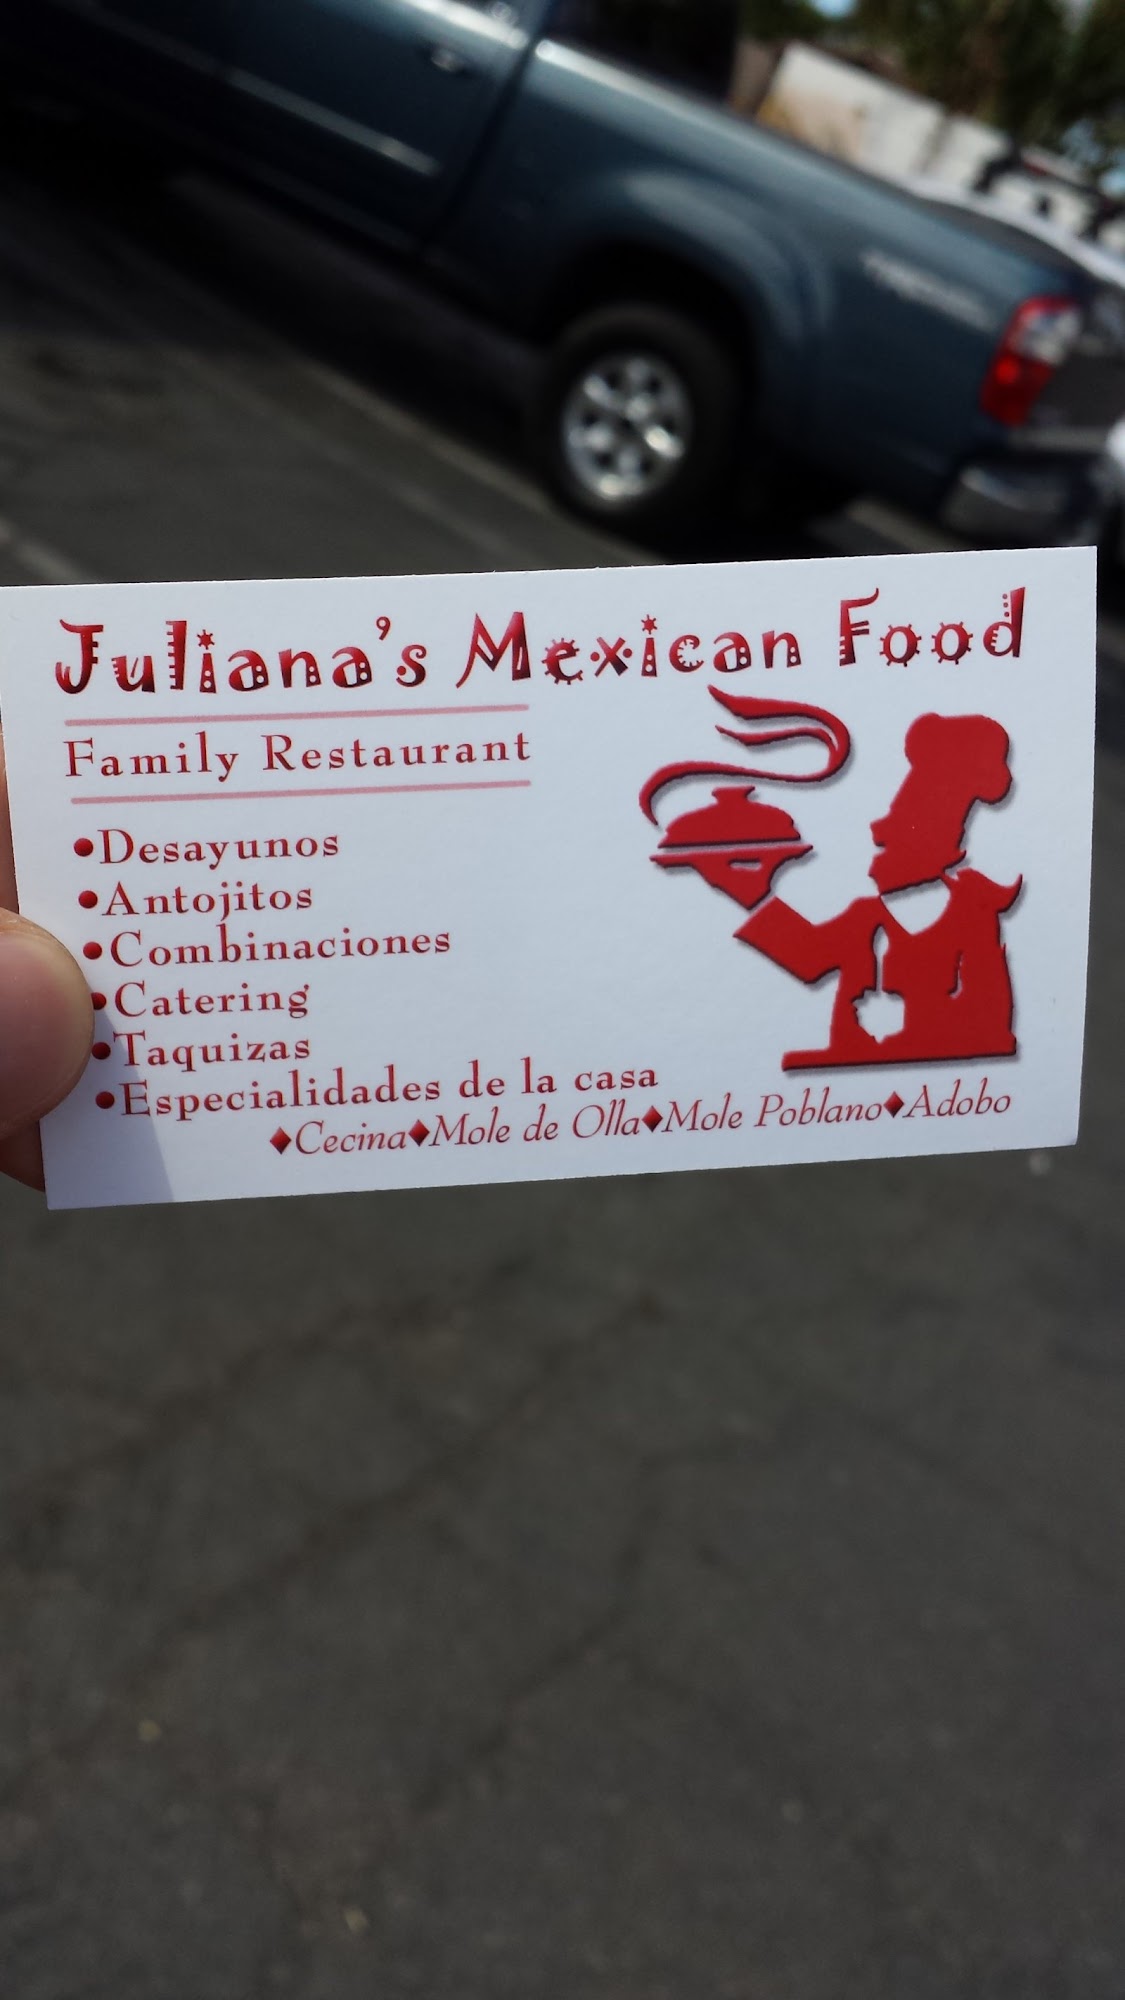 Juliana's Mexican Food
Family Restaurant
•Desayunos
•Antojitos
•Combinaciones
•Catering
•Taquizas
•Especialidades de la casa
♦Cecina♦Mole de Olla♦Mole Poblano♦Adobo